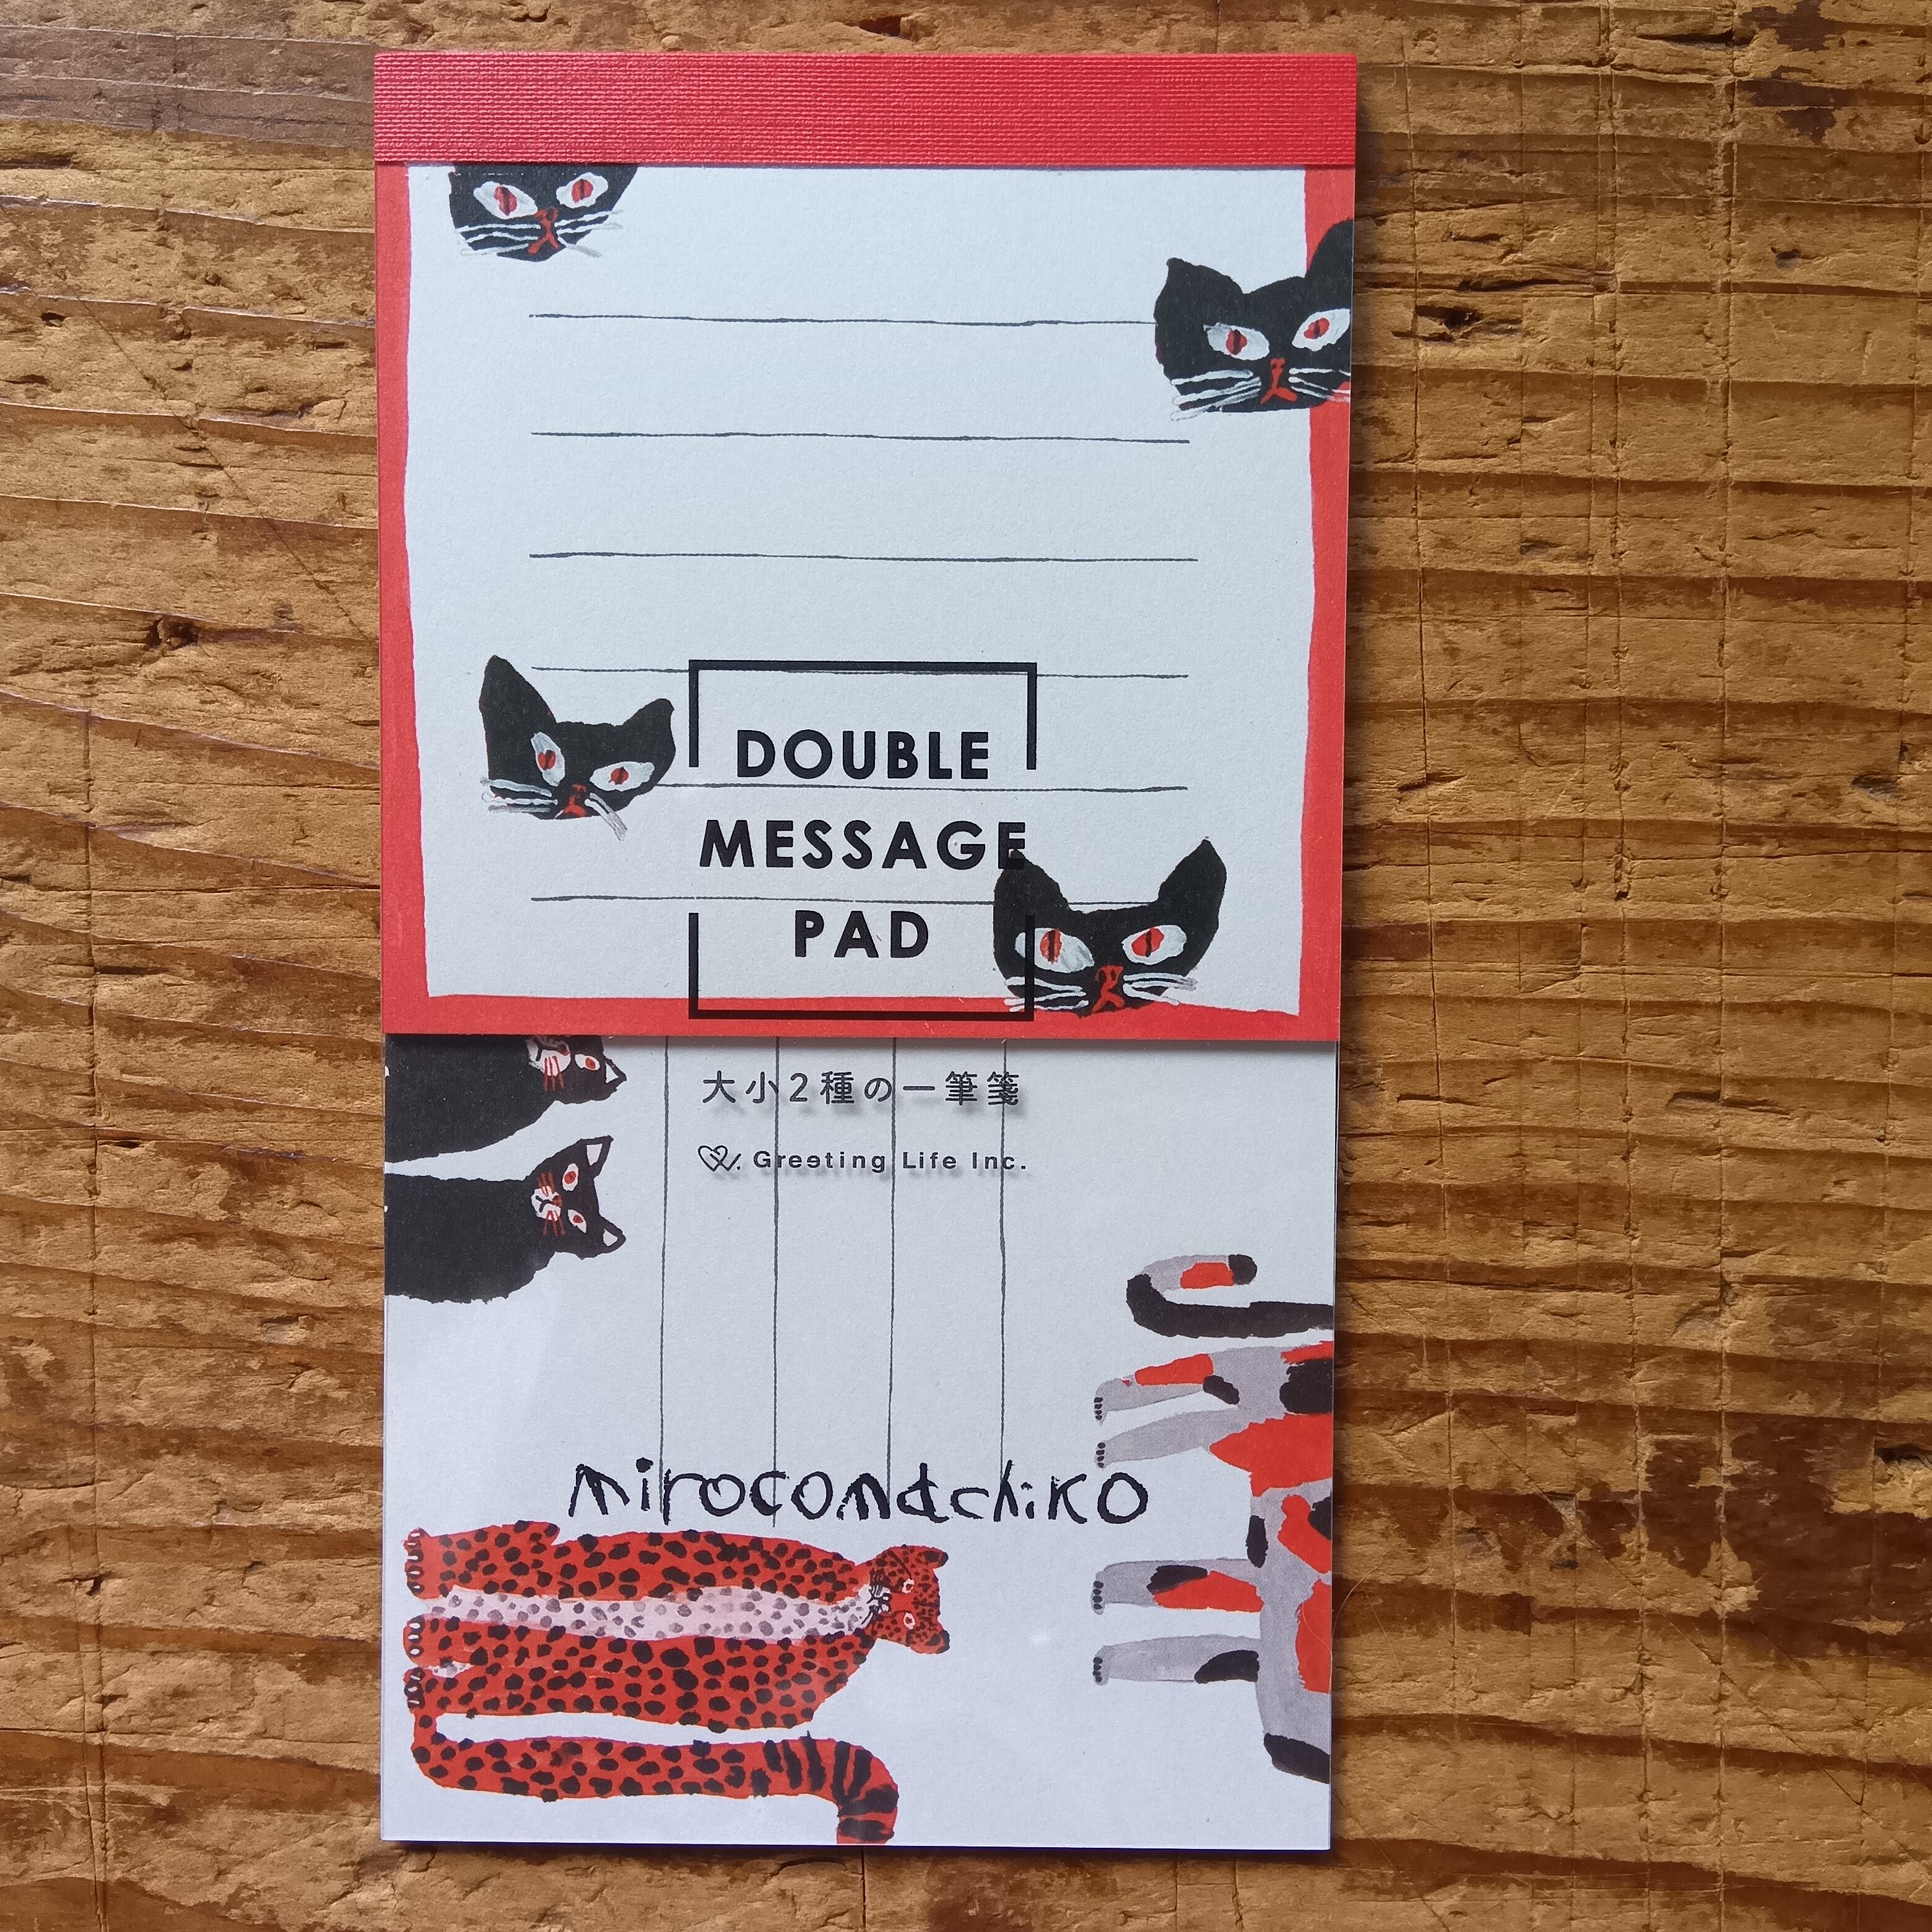 DOUBLE
MESSAGE
PAD
大小2種の一筆箋
Greeting Life Inc.
mirocomachiko